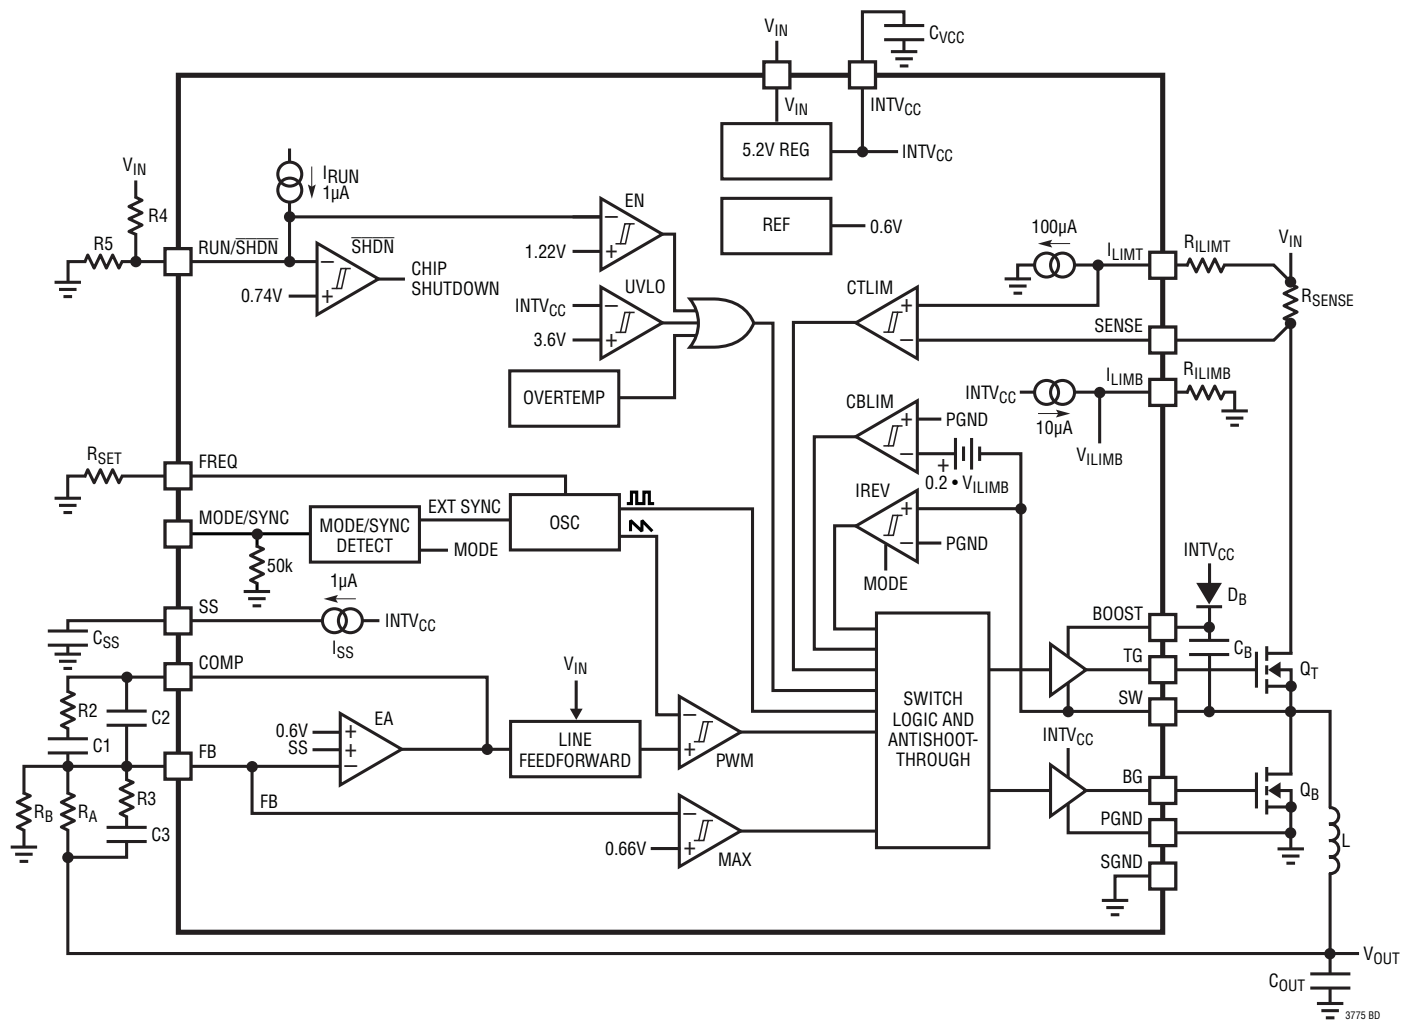 VIN
CVCC
VIN
INTVCC
5.2V REG
INTVCC
REF
0.6V
VIN
R4
R5
RUN/SHDN
IRUN
1µA
SHDN
0.74V
CHIP
SHUTDOWN
EN
1.22V
UVLO
INTVCC
3.6V
OVERTEMP
100µA
ILIMT
RILIMT
VIN
RSENSE
CTLIM
SENSE
ILIMB
RILIMB
INTVCC
10µA
VILIMB
CBLIM
PGND
0.2 • VILIMB
IREV
PGND
MODE
RSET
FREQ
MODE/SYNC
MODE/SYNC
DETECT
EXT SYNC
MODE
OSC
50k
1µA
SS
INTVCC
ISS
CSS
COMP
VIN
R2
C2
C1
0.6V
SS
EA
LINE
FEEDFORWARD
PWM
FB
FB
RB
RA
R3
C3
0.66V
MAX
SWITCH
LOGIC AND
ANTISHOOT-
THROUGH
INTVCC
DB
BOOST
CB
TG
QT
SW
INTVCC
BG
QB
PGND
L
SGND
VOUT
COUT
3775 BD